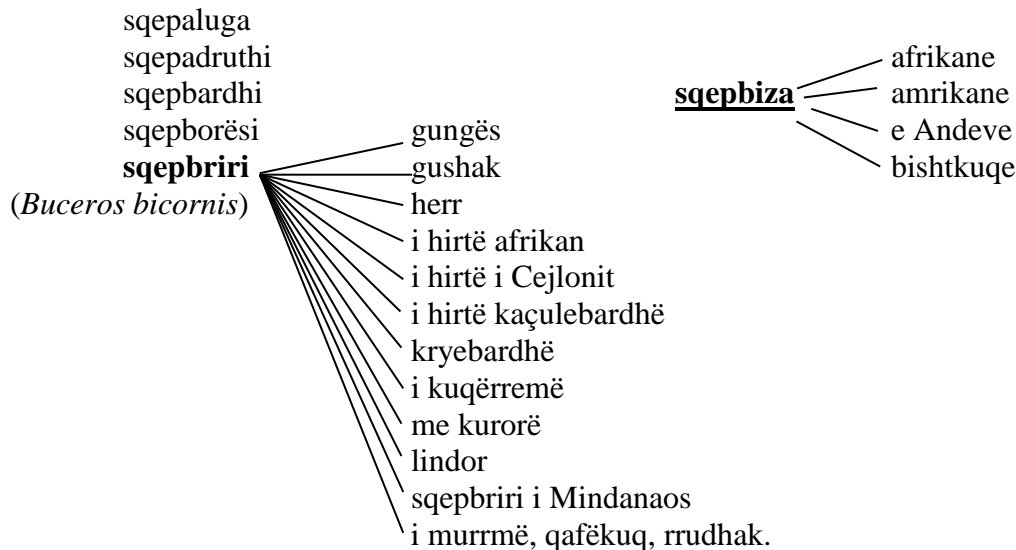 sqepaluga
sqepadruthi
sqepbardhi
sqepborësi
sqepbriri
(Buceros bicornis)
gungës
gushak
herr
i hirtë afrikan
i hirtë i Cejlonit
i hirtë kaçulebardhë
kryebardhë
i kuqërremë
me kurorë
lindor
sqepbriri i Mindanaos
i murrmë, qafëkuq, rrudhak.
sqepbiza
afrikane
amrikane
e Andeve
bishtkuqe